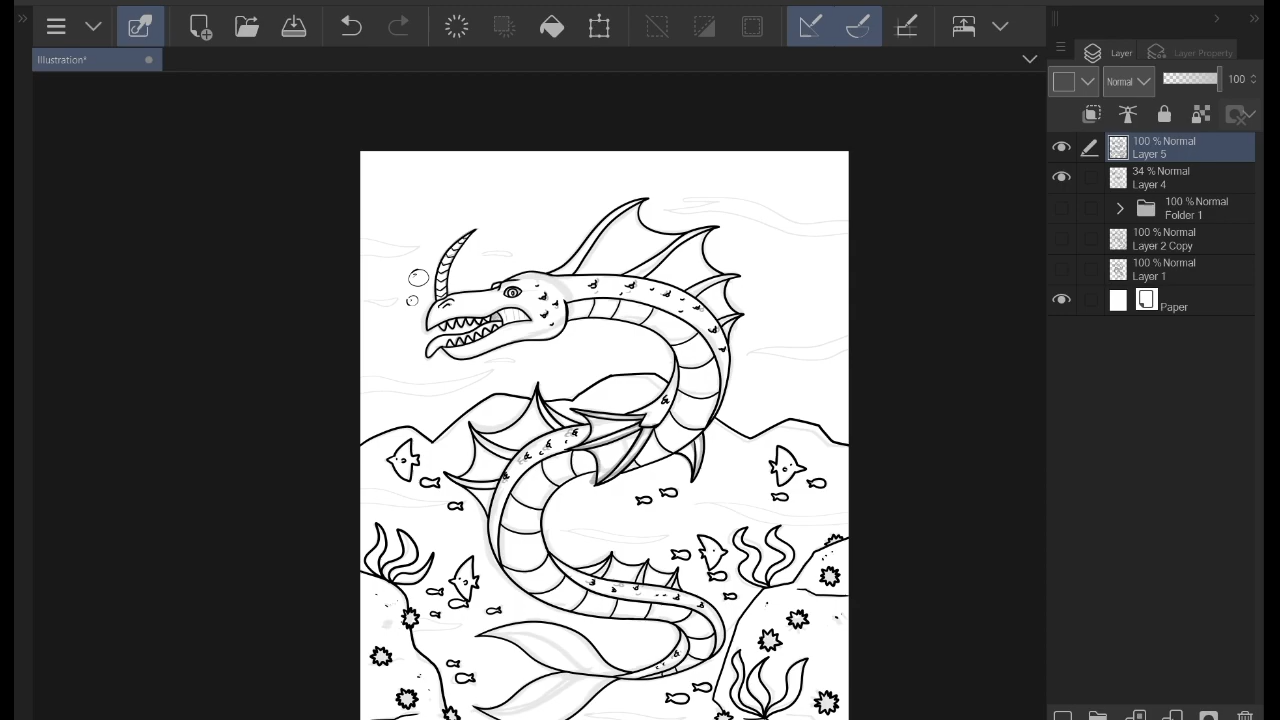 Illustration*
Layer
Layer Property
Normal
100
100 % Normal
Layer 5
34 % Normal
Layer 4
100 % Normal
Folder 1
100 % Normal
Layer 2 Copy
100 % Normal
Layer 1
Paper